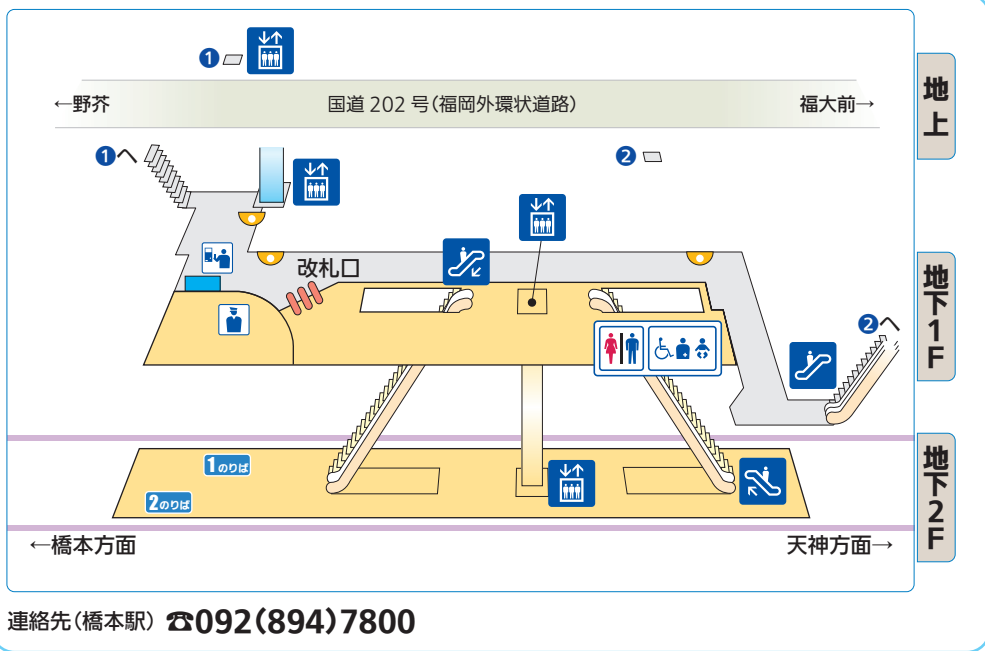 1
地上
←野芥
国道 202 号(福岡外環状道路)
福大前→
1へ
2
改札口
地下1F
2へ
1のりば
2のりば
地下2F
←橋本方面
天神方面→
連絡先(橋本駅) ☎092(894)7800